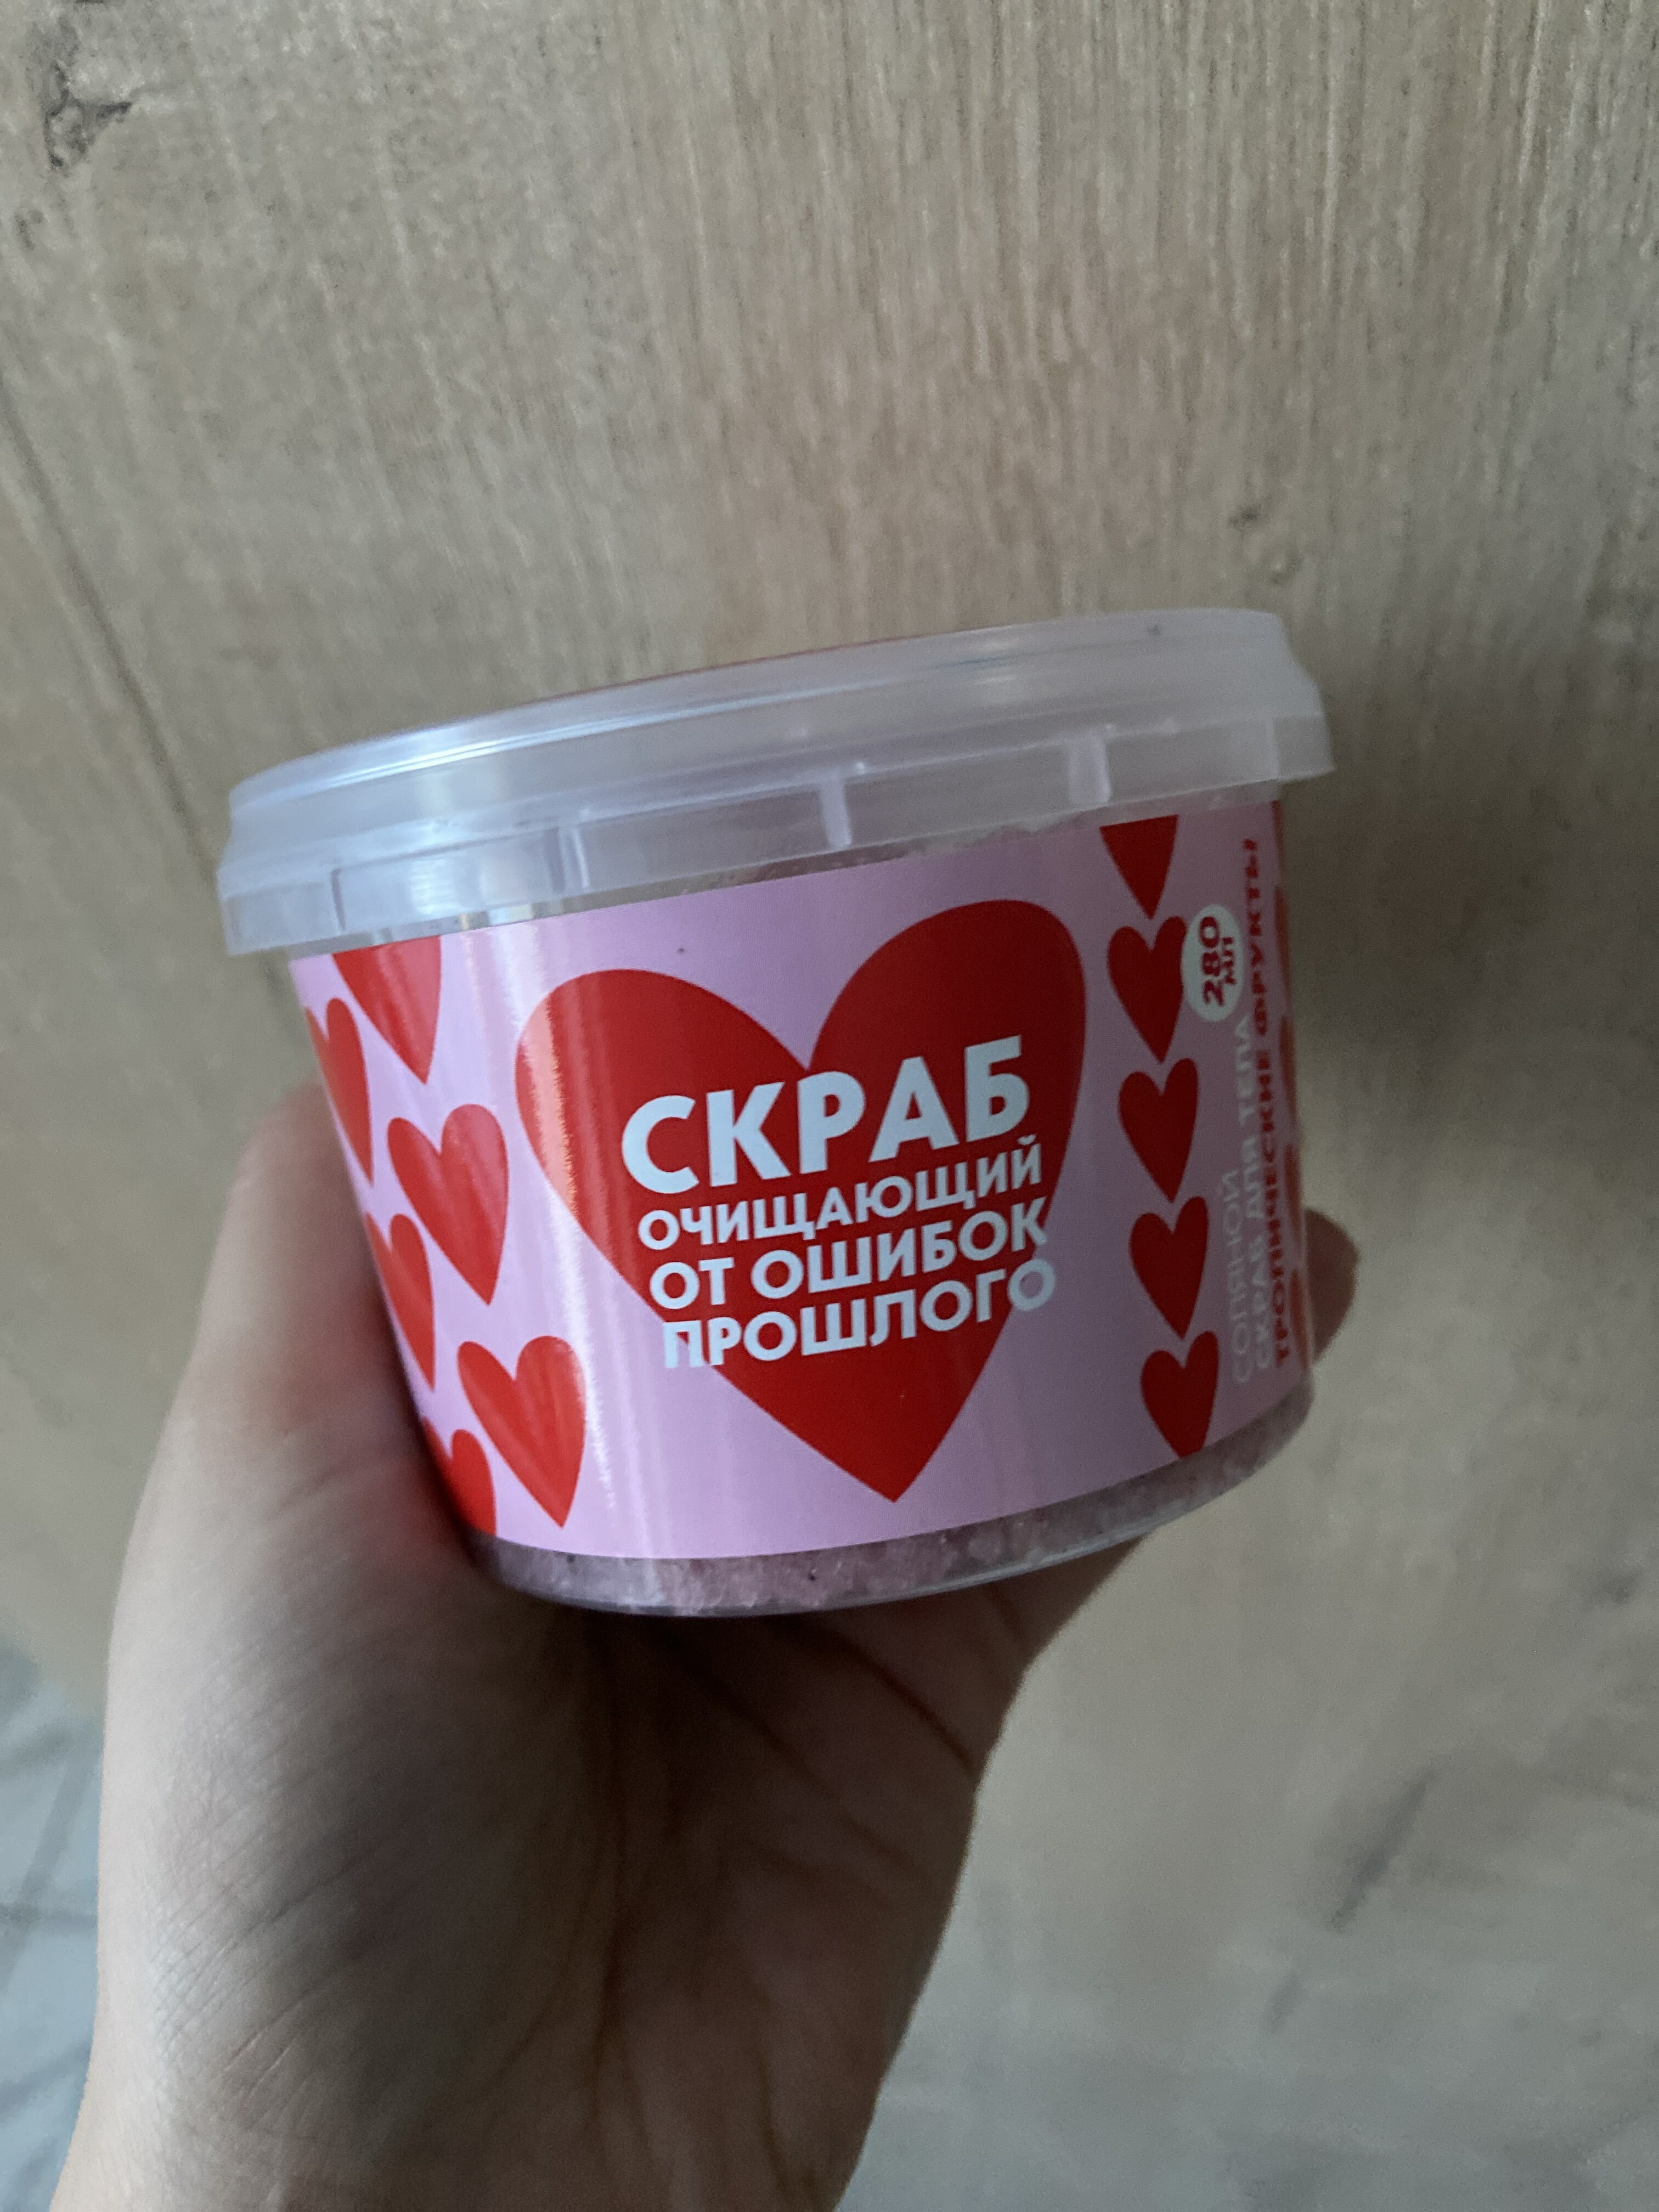 СКРАБ
ОЧИЩАЮЩИЙ
ОТ ОШИБОК
ПРОШЛОГО
280
МЛ
СОЛЯНОЙ
СКРАБ ДЛЯ ТЕЛА
ТРОПИЧЕСКИЕ ФРУКТЫ